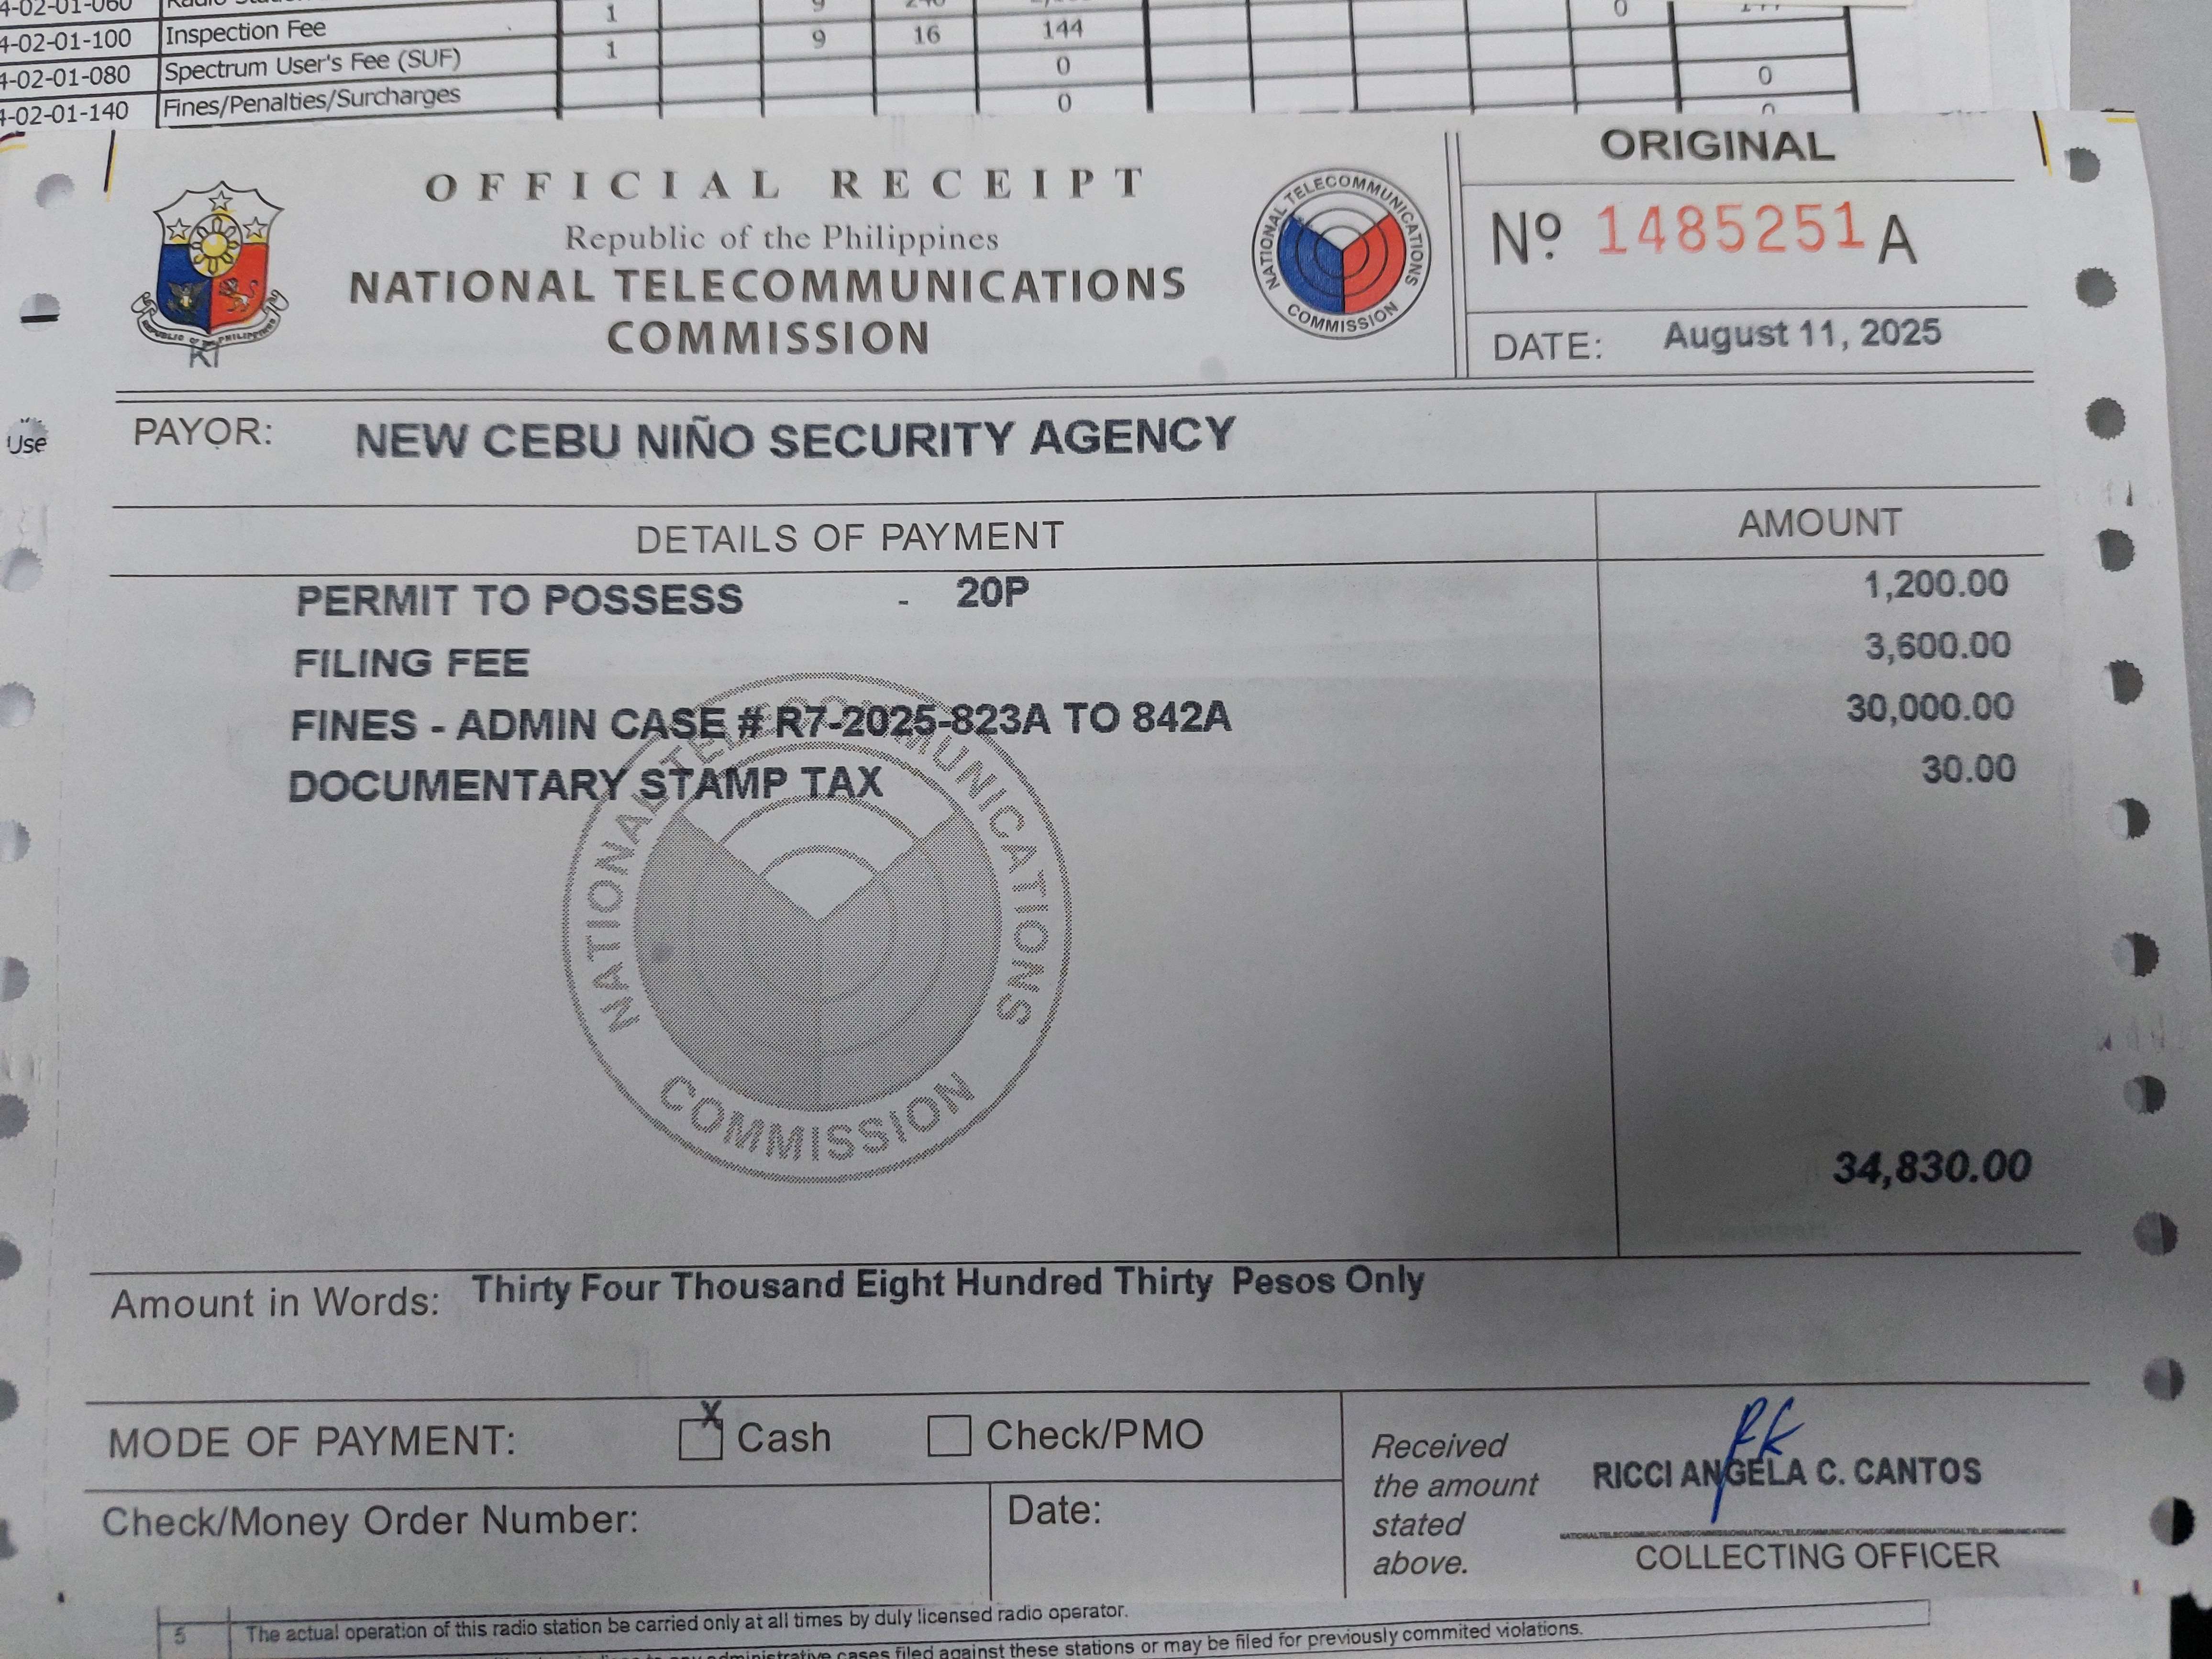 4-02-01-060
4-02-01-100 Inspection Fee 1 9 16 144
4-02-01-080 Spectrum User's Fee (SUF) 1 0 0
4-02-01-140 Fines/Penalties/Surcharges 0
OFFICIAL RECEIPT
Republic of the Philippines
NATIONAL TELECOMMUNICATIONS
COMMISSION
NATIONAL TELECOMMUNICATIONS COMMISSION
ORIGINAL
Nº 1485251 A
DATE: August 11, 2025
Use
PAYOR: NEW CEBU NIÑO SECURITY AGENCY
DETAILS OF PAYMENT AMOUNT
PERMIT TO POSSESS - 20P 1,200.00
FILING FEE 3,600.00
FINES - ADMIN CASE # R7-2025-823A TO 842A 30,000.00
DOCUMENTARY STAMP TAX 30.00
NATIONAL TELECOMMUNICATIONS COMMISSION
34,830.00
Amount in Words: Thirty Four Thousand Eight Hundred Thirty Pesos Only
MODE OF PAYMENT: X Cash Check/PMO
Check/Money Order Number: Date:
Received
the amount
stated
above.
RICCI ANGELA C. CANTOS
COLLECTING OFFICER
5 The actual operation of this radio station be carried only at all times by duly licensed radio operator.
administrative cases filed against these stations or may be filed for previously commited violations.